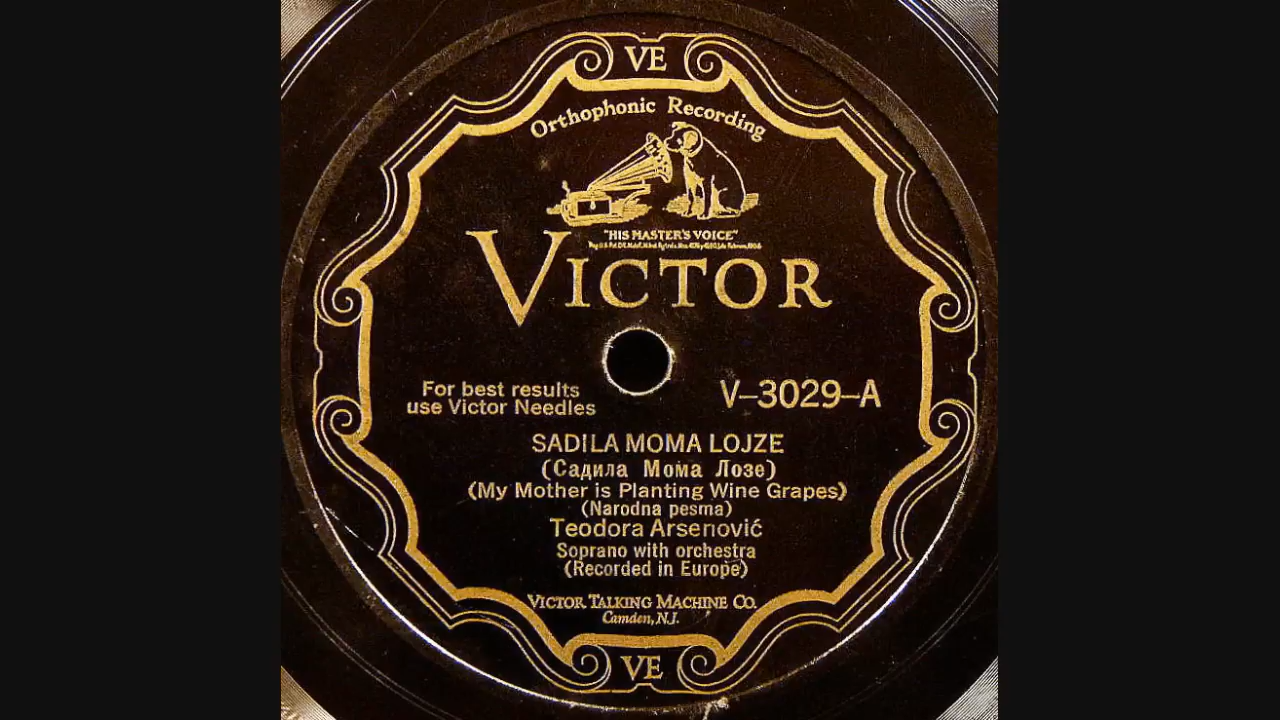 VE
Orthophonic Recording
"HIS MASTER'S VOICE"
VICTOR
For best results
use Victor Needles
V–3029–A
SADILA MOMA LOJZE
(Садила Мома Лозе)
(My Mother is Planting Wine Grapes)
(Narodna pesma)
Teodora Arsenović
Soprano with orchestra
(Recorded in Europe)
VICTOR TALKING MACHINE CO.
Camden, N.J.
VE